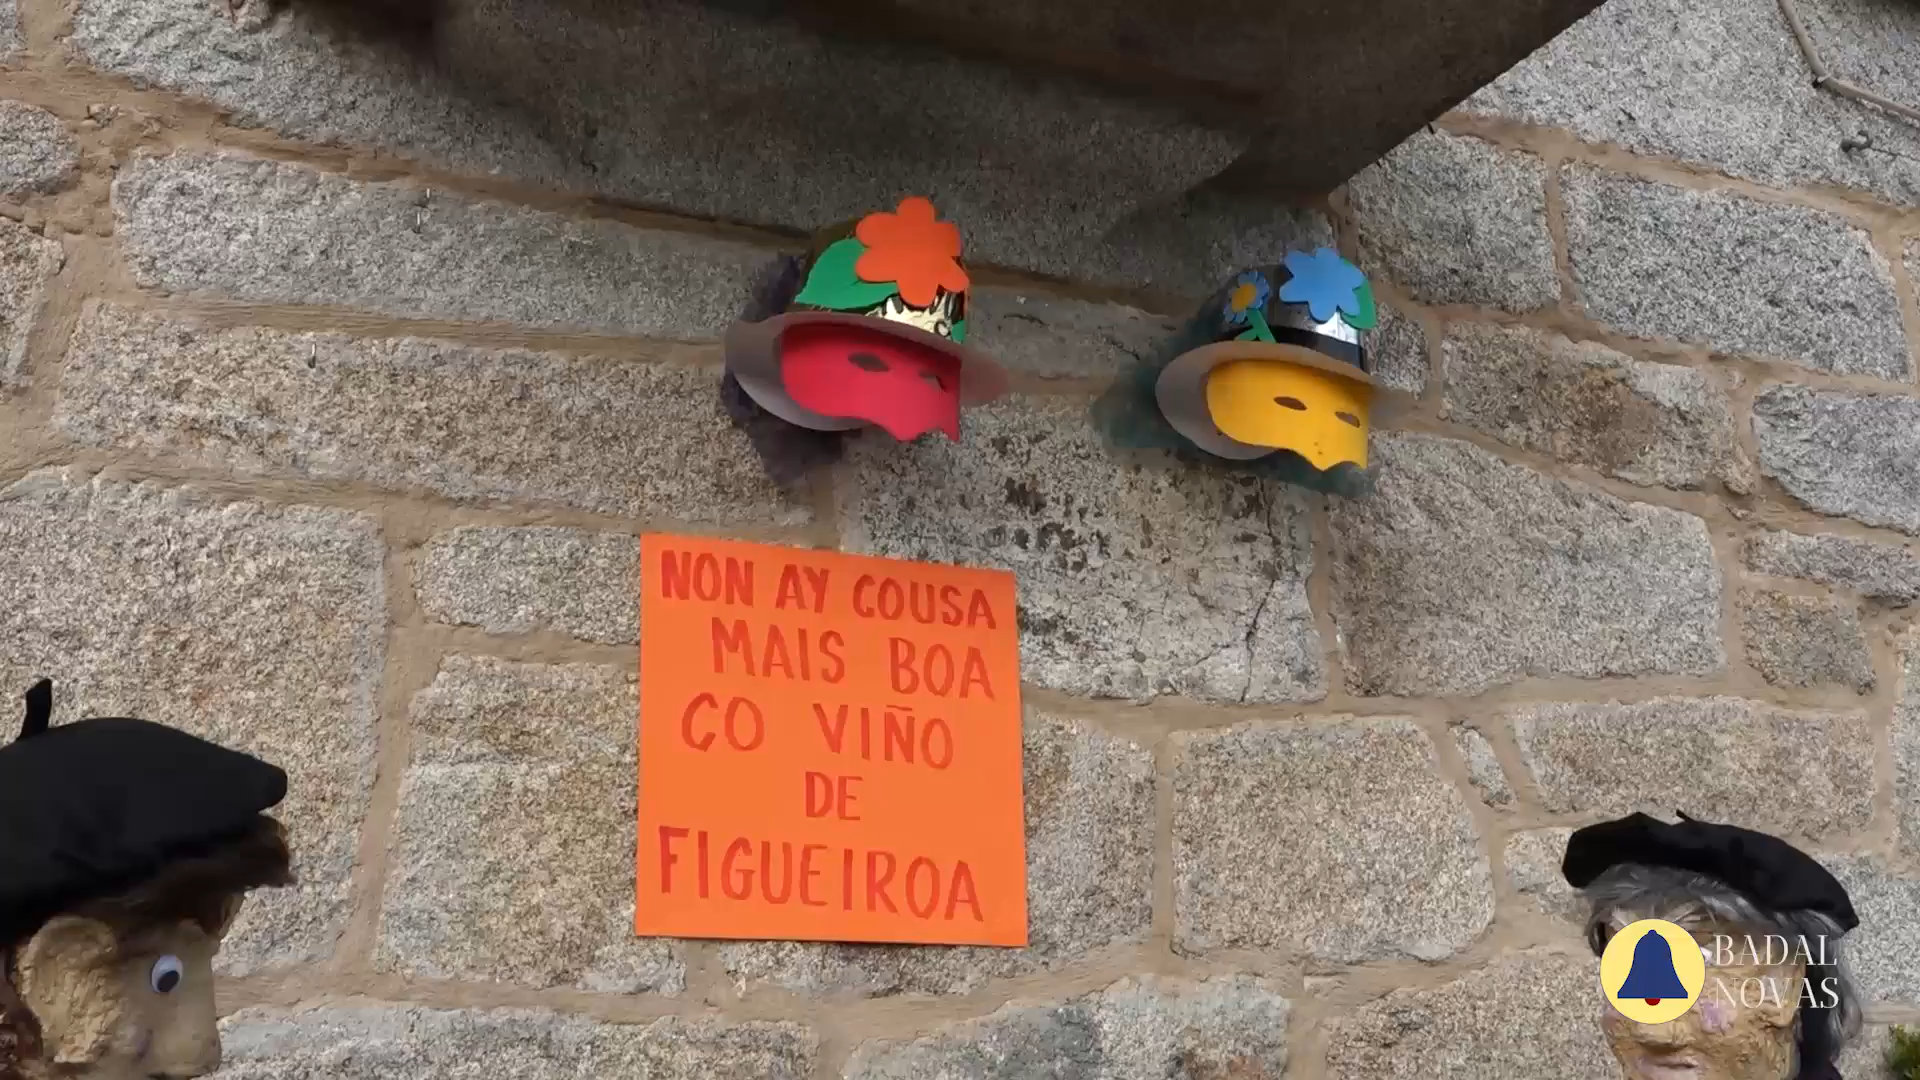 NON AY COUSA
MAIS BOA
CO VIÑO
DE
FIGUEIROA
BADAL
NOVAS